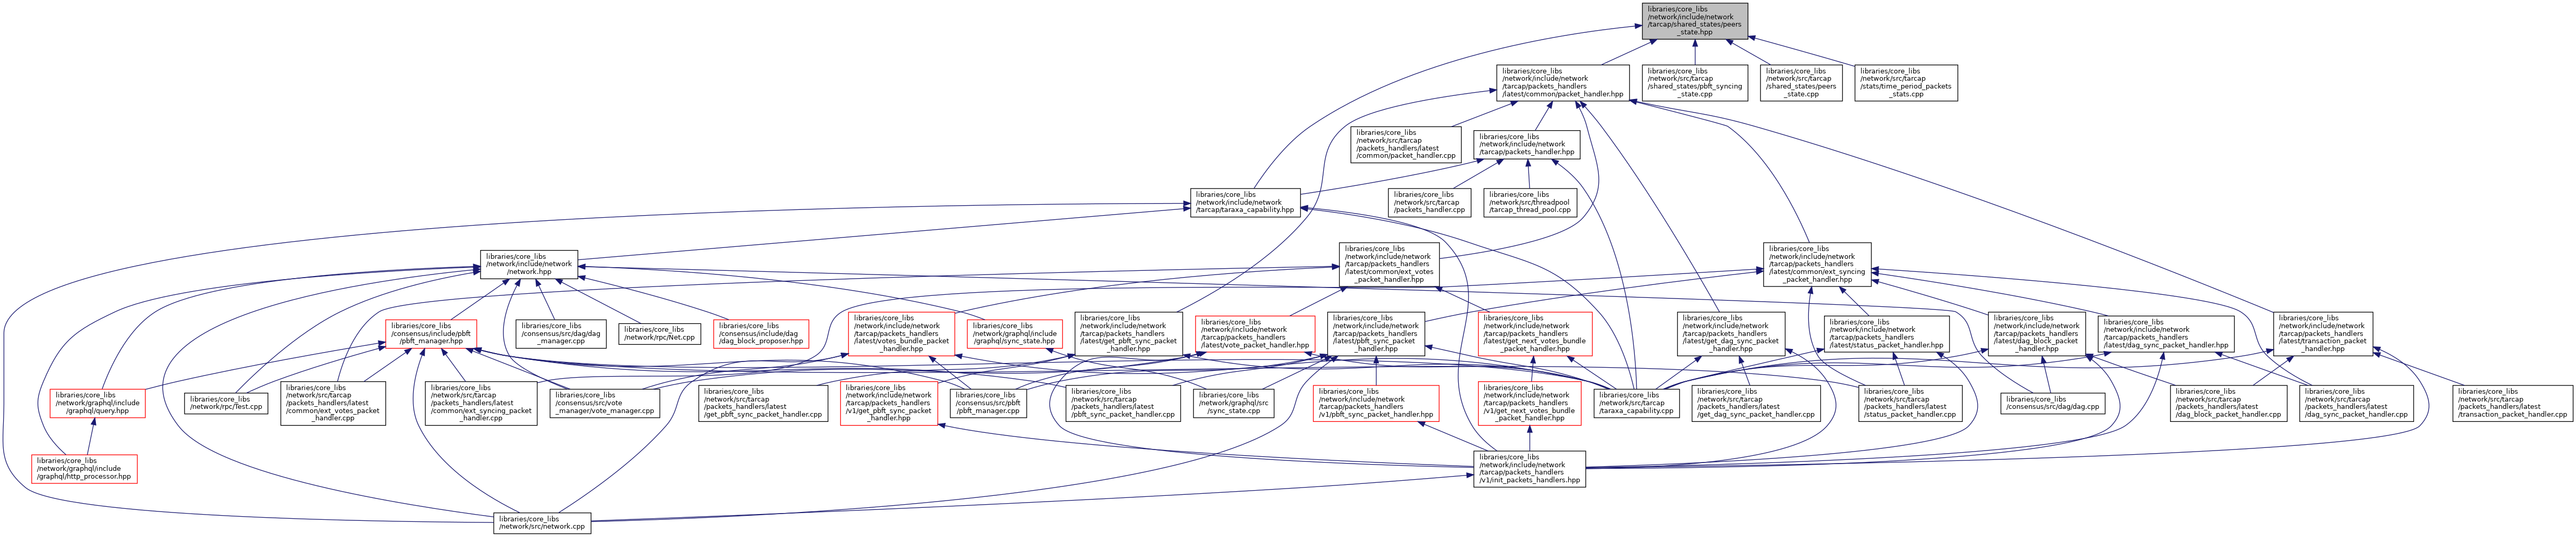 libraries/core_libs
/network/include/network
/tarcap/shared_states/peers
_state.hpp
libraries/core_libs
/network/include/network
/tarcap/packets_handlers
/latest/common/packet_handler.hpp
libraries/core_libs
/network/src/tarcap
/shared_states/pbft_syncing
_state.cpp
libraries/core_libs
/network/src/tarcap
/shared_states/peers
_state.cpp
libraries/core_libs
/network/src/tarcap
/stats/time_period_packets
_stats.cpp
libraries/core_libs
/network/src/tarcap
/packets_handlers/latest
/common/packet_handler.cpp
libraries/core_libs
/network/include/network
/tarcap/packets_handler.hpp
libraries/core_libs
/network/include/network
/tarcap/taraxa_capability.hpp
libraries/core_libs
/network/src/tarcap
/packets_handler.cpp
libraries/core_libs
/network/src/threadpool
/tarcap_thread_pool.cpp
libraries/core_libs
/network/include/network
/network.hpp
libraries/core_libs
/network/include/network
/tarcap/packets_handlers
/latest/common/ext_votes
_packet_handler.hpp
libraries/core_libs
/network/include/network
/tarcap/packets_handlers
/latest/common/ext_syncing
_packet_handler.hpp
libraries/core_libs
/consensus/include/pbft
/pbft_manager.hpp
libraries/core_libs
/consensus/src/dag/dag
_manager.cpp
libraries/core_libs
/network/rpc/Net.cpp
libraries/core_libs
/consensus/include/dag
/dag_block_proposer.hpp
libraries/core_libs
/network/include/network
/tarcap/packets_handlers
/latest/votes_bundle_packet
_handler.hpp
libraries/core_libs
/network/graphql/include
/graphql/sync_state.hpp
libraries/core_libs
/network/include/network
/tarcap/packets_handlers
/latest/get_pbft_sync_packet
_handler.hpp
libraries/core_libs
/network/include/network
/tarcap/packets_handlers
/latest/vote_packet_handler.hpp
libraries/core_libs
/network/include/network
/tarcap/packets_handlers
/latest/pbft_sync_packet
_handler.hpp
libraries/core_libs
/network/include/network
/tarcap/packets_handlers
/latest/get_next_votes_bundle
_packet_handler.hpp
libraries/core_libs
/network/include/network
/tarcap/packets_handlers
/latest/get_dag_sync_packet
_handler.hpp
libraries/core_libs
/network/include/network
/tarcap/packets_handlers
/latest/status_packet_handler.hpp
libraries/core_libs
/network/include/network
/tarcap/packets_handlers
/latest/dag_block_packet
_handler.hpp
libraries/core_libs
/network/include/network
/tarcap/packets_handlers
/latest/dag_sync_packet_handler.hpp
libraries/core_libs
/network/include/network
/tarcap/packets_handlers
/latest/transaction_packet
_handler.hpp
libraries/core_libs
/network/graphql/include
/graphql/query.hpp
libraries/core_libs
/network/rpc/Test.cpp
libraries/core_libs
/network/src/tarcap
/packets_handlers/latest
/common/ext_votes_packet
_handler.cpp
libraries/core_libs
/network/src/tarcap
/packets_handlers/latest
/common/ext_syncing_packet
_handler.cpp
libraries/core_libs
/consensus/src/vote
_manager/vote_manager.cpp
libraries/core_libs
/network/src/tarcap
/packets_handlers/latest
/get_pbft_sync_packet_handler.cpp
libraries/core_libs
/network/include/network
/tarcap/packets_handlers
/v1/get_pbft_sync_packet
_handler.hpp
libraries/core_libs
/consensus/src/pbft
/pbft_manager.cpp
libraries/core_libs
/network/src/tarcap
/packets_handlers/latest
/pbft_sync_packet_handler.cpp
libraries/core_libs
/network/graphql/src
/sync_state.cpp
libraries/core_libs
/network/include/network
/tarcap/packets_handlers
/v1/pbft_sync_packet_handler.hpp
libraries/core_libs
/network/include/network
/tarcap/packets_handlers
/v1/get_next_votes_bundle
_packet_handler.hpp
libraries/core_libs
/network/src/tarcap
/taraxa_capability.cpp
libraries/core_libs
/network/src/tarcap
/packets_handlers/latest
/get_dag_sync_packet_handler.cpp
libraries/core_libs
/network/src/tarcap
/packets_handlers/latest
/status_packet_handler.cpp
libraries/core_libs
/consensus/src/dag/dag.cpp
libraries/core_libs
/network/src/tarcap
/packets_handlers/latest
/dag_block_packet_handler.cpp
libraries/core_libs
/network/src/tarcap
/packets_handlers/latest
/dag_sync_packet_handler.cpp
libraries/core_libs
/network/src/tarcap
/packets_handlers/latest
/transaction_packet_handler.cpp
libraries/core_libs
/network/graphql/include
/graphql/http_processor.hpp
libraries/core_libs
/network/include/network
/tarcap/packets_handlers
/v1/init_packets_handlers.hpp
libraries/core_libs
/network/src/network.cpp